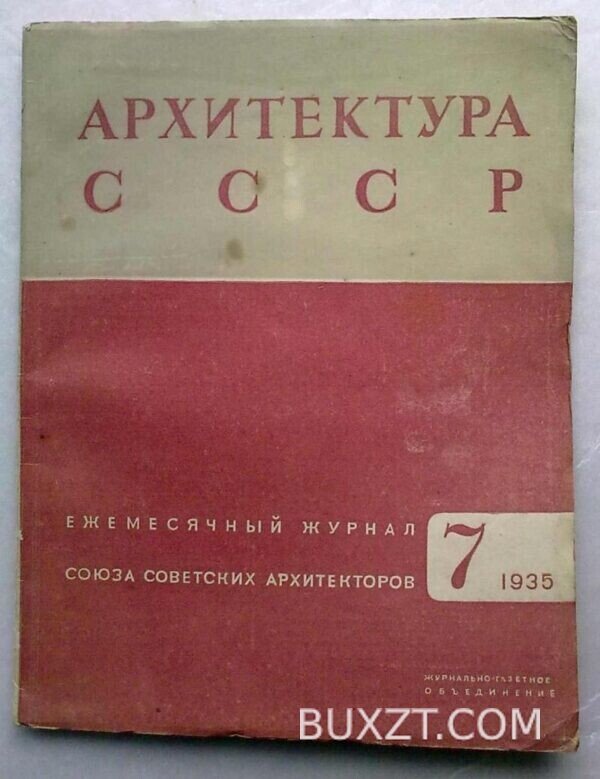 АРХИТЕКТУРА
СССР
ЕЖЕМЕСЯЧНЫЙ ЖУРНАЛ
СОЮЗА СОВЕТСКИХ АРХИТЕКТОРОВ
7 1935
ЖУРНАЛЬНО-ГАЗЕТНОЕ
ОБЪЕДИНЕНИЕ
BUXZT.COM